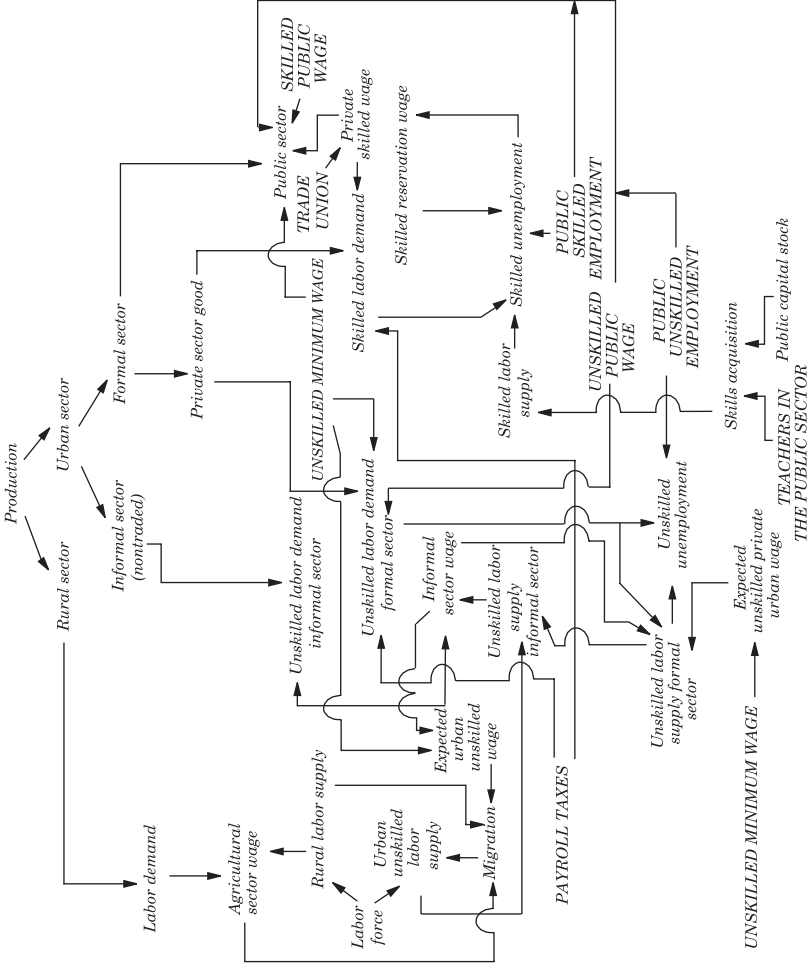 Production
Rural sector
Urban sector
Informal sector
(nontraded)
Formal sector
Labor demand
Private sector good
Agricultural
sector wage
Unskilled labor demand
informal sector
UNSKILLED MINIMUM WAGE
Public sector
SKILLED
PUBLIC
WAGE
TRADE
UNION
Private
skilled wage
Rural labor supply
Labor
force
Urban
unskilled
labor
supply
Unskilled labor demand
formal sector
Skilled labor demand
Skilled reservation wage
Expected
urban
unskilled
wage
Informal
sector wage
Migration
Unskilled labor
supply
informal sector
Skilled labor
supply
Skilled unemployment
PAYROLL TAXES
PUBLIC
SKILLED
EMPLOYMENT
UNSKILLED
PUBLIC
WAGE
Unskilled labor
supply formal
sector
Unskilled
unemployment
PUBLIC
UNSKILLED
EMPLOYMENT
Skills acquisition
Public capital stock
UNSKILLED MINIMUM WAGE
Expected
unskilled private
urban wage
TEACHERS IN
THE PUBLIC SECTOR